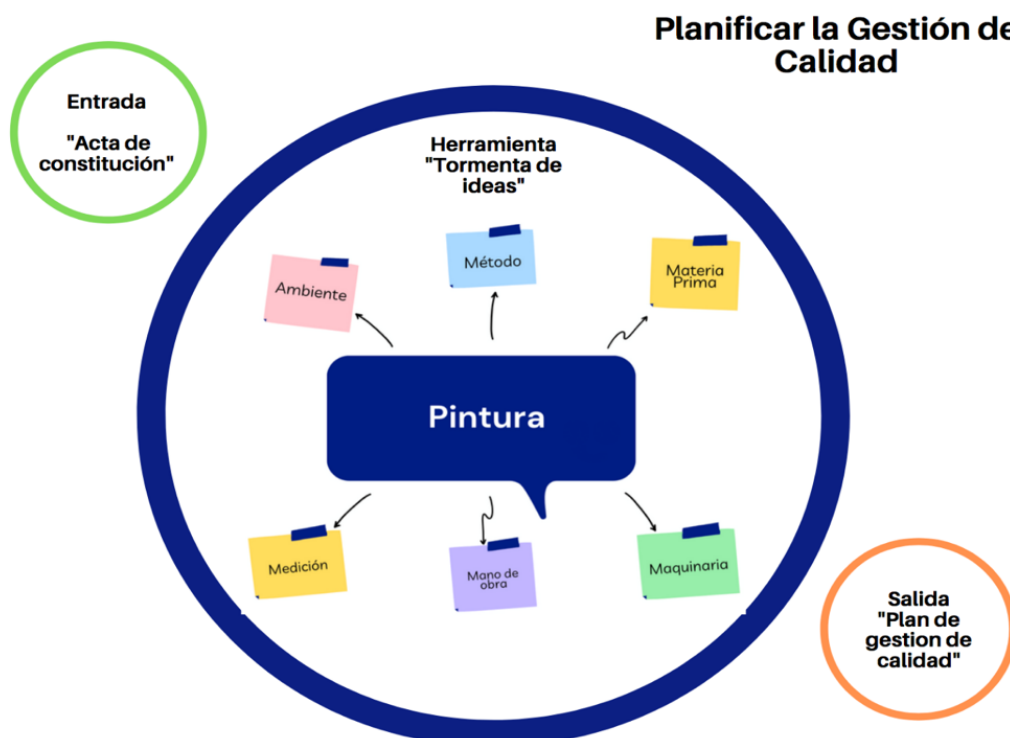 Planificar la Gestión de
Calidad
Entrada
"Acta de
constitución"
Herramienta
"Tormenta de
ideas"
Ambiente
Método
Materia
Prima
Pintura
Medición
Mano de
obra
Maquinaria
Salida
"Plan de
gestion de
calidad"